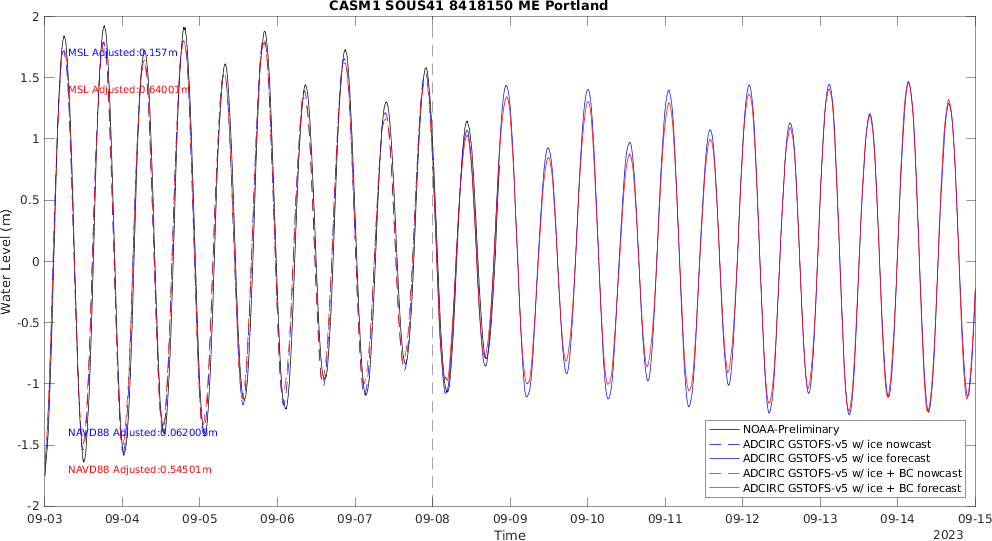 CASM1 SOUS41 8418150 ME Portland
2
1.5
1
0.5
0
-0.5
-1
-1.5
-2
Water Level (m)
MSL Adjusted:0.157m
MSL Adjusted:0.64001m
NAVD88 Adjusted:0.062009m
NAVD88 Adjusted:0.54501m
NOAA-Preliminary
ADCIRC GSTOFS-v5 w/ ice nowcast
ADCIRC GSTOFS-v5 w/ ice forecast
ADCIRC GSTOFS-v5 w/ ice + BC nowcast
ADCIRC GSTOFS-v5 w/ ice + BC forecast
09-03 09-04 09-05 09-06 09-07 09-08 09-09 09-10 09-11 09-12 09-13 09-14 09-15
Time
2023